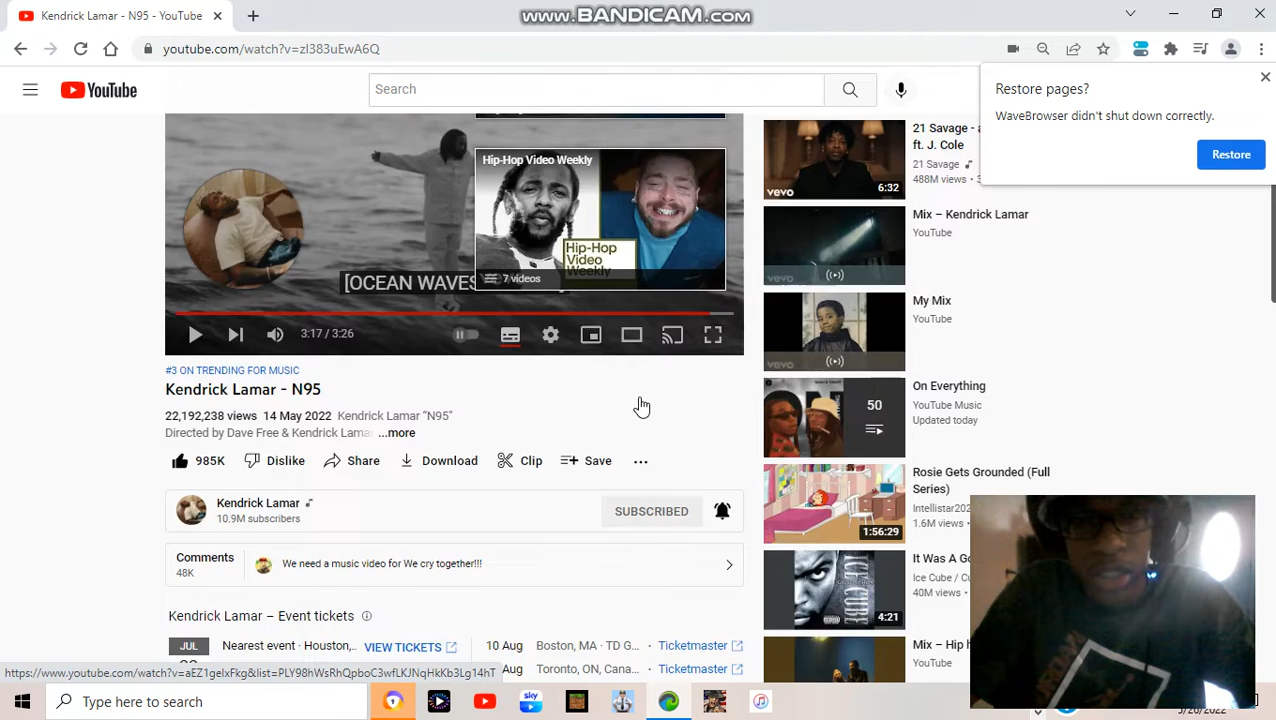 www.BANDICAM.com
Kendrick Lamar - N95 - YouTube
youtube.com/watch?v=zI383uEwA6Q
YouTube
Search
Restore pages?
WaveBrowser didn't shut down correctly.
Restore
Hip-Hop Video Weekly
Hip-Hop
Video
Weekly
7 videos
[OCEAN WAVES
3:17 / 3:26
#3 ON TRENDING FOR MUSIC
Kendrick Lamar - N95
22,192,238 views 14 May 2022 Kendrick Lamar “N95”
Directed by Dave Free & Kendrick Lamar ...more
985K Dislike Share Download Clip Save
Kendrick Lamar
10.9M subscribers
SUBSCRIBED
Comments
48K
We need a music video for We cry together!!!
Kendrick Lamar – Event tickets
JUL
Nearest event · Houston,... VIEW TICKETS
10 Aug Boston, MA · TD G... Ticketmaster
Aug Toronto, ON, Cana... Ticketmaster
21 Savage -
ft. J. Cole
21 Savage
488M views •
vevo
6:32
Mix – Kendrick Lamar
YouTube
My Mix
YouTube
vevo
On Everything
YouTube Music
Updated today
50
Rosie Gets Grounded (Full
Series)
Intellistar202
1.6M views •
1:56:29
It Was A Go
Ice Cube / Cu
40M views •
ICE CUBE
4:21
Mix – Hip h
YouTube
https://www.youtube.com/watch?v=aEZ1gelxFkg&list=PLY98hWsRhQpboC3wfLKJNqHkKb3Lg14hT
Type here to search
sky